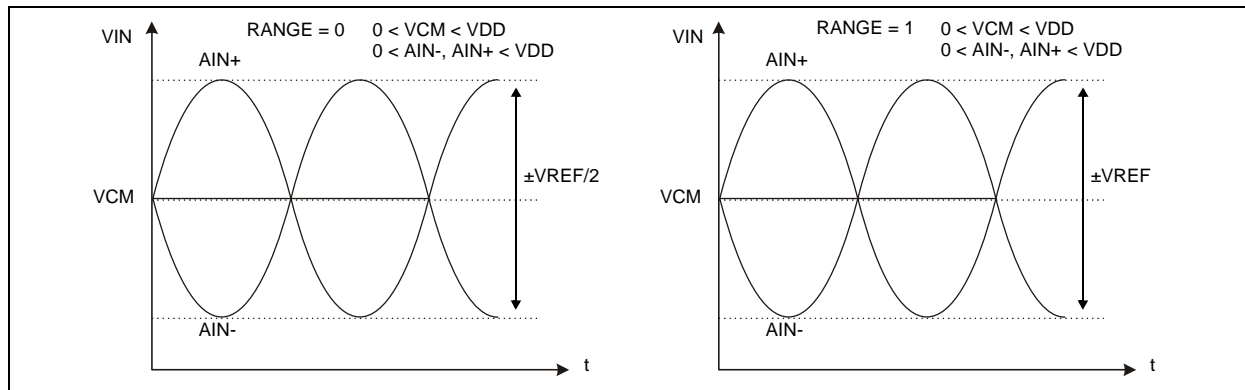 VIN
RANGE = 0
0 < VCM < VDD
0 < AIN-, AIN+ < VDD
AIN+
±VREF/2
VCM
AIN-
t
VIN
RANGE = 1
0 < VCM < VDD
0 < AIN-, AIN+ < VDD
AIN+
±VREF
VCM
AIN-
t